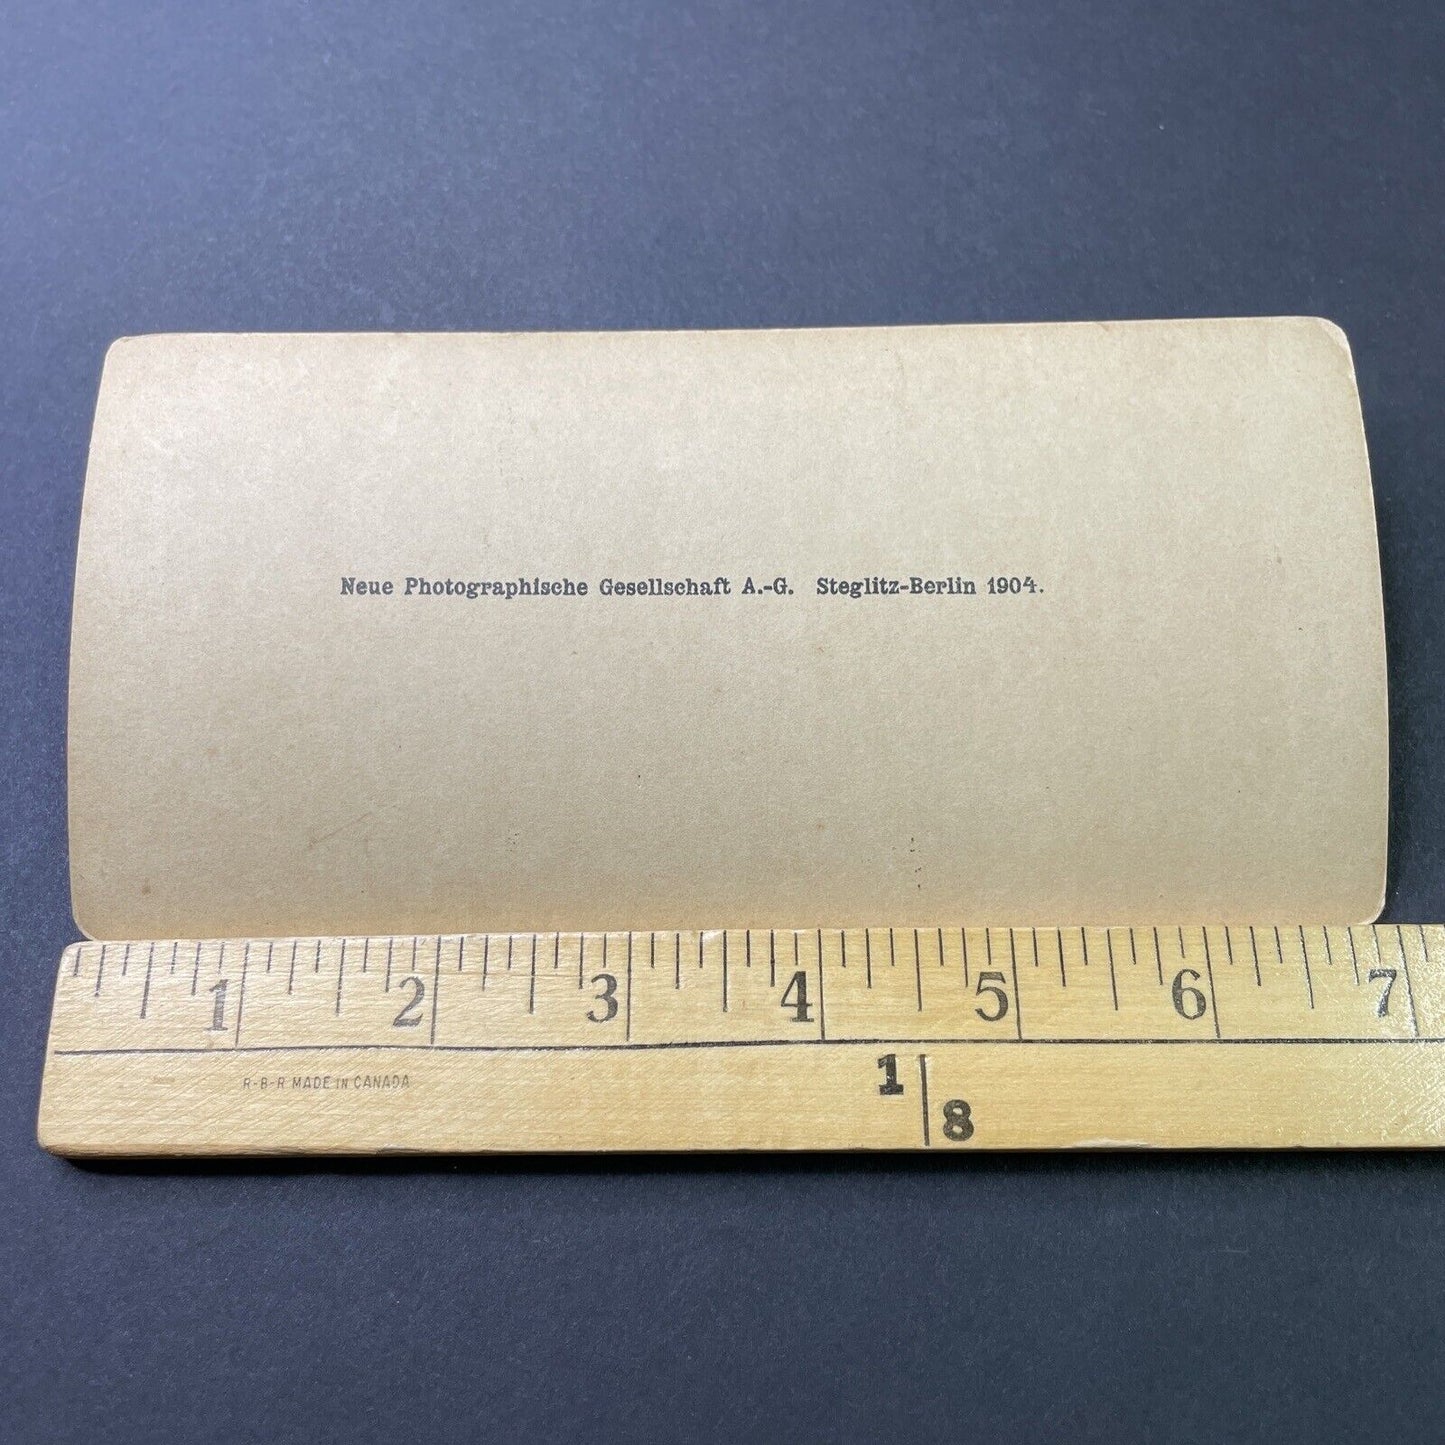 Neue Photographische Gesellschaft A.-G. Steglitz-Berlin 1904.
1 2 3 4 5 6 7
R-B-R MADE IN CANADA
1 8